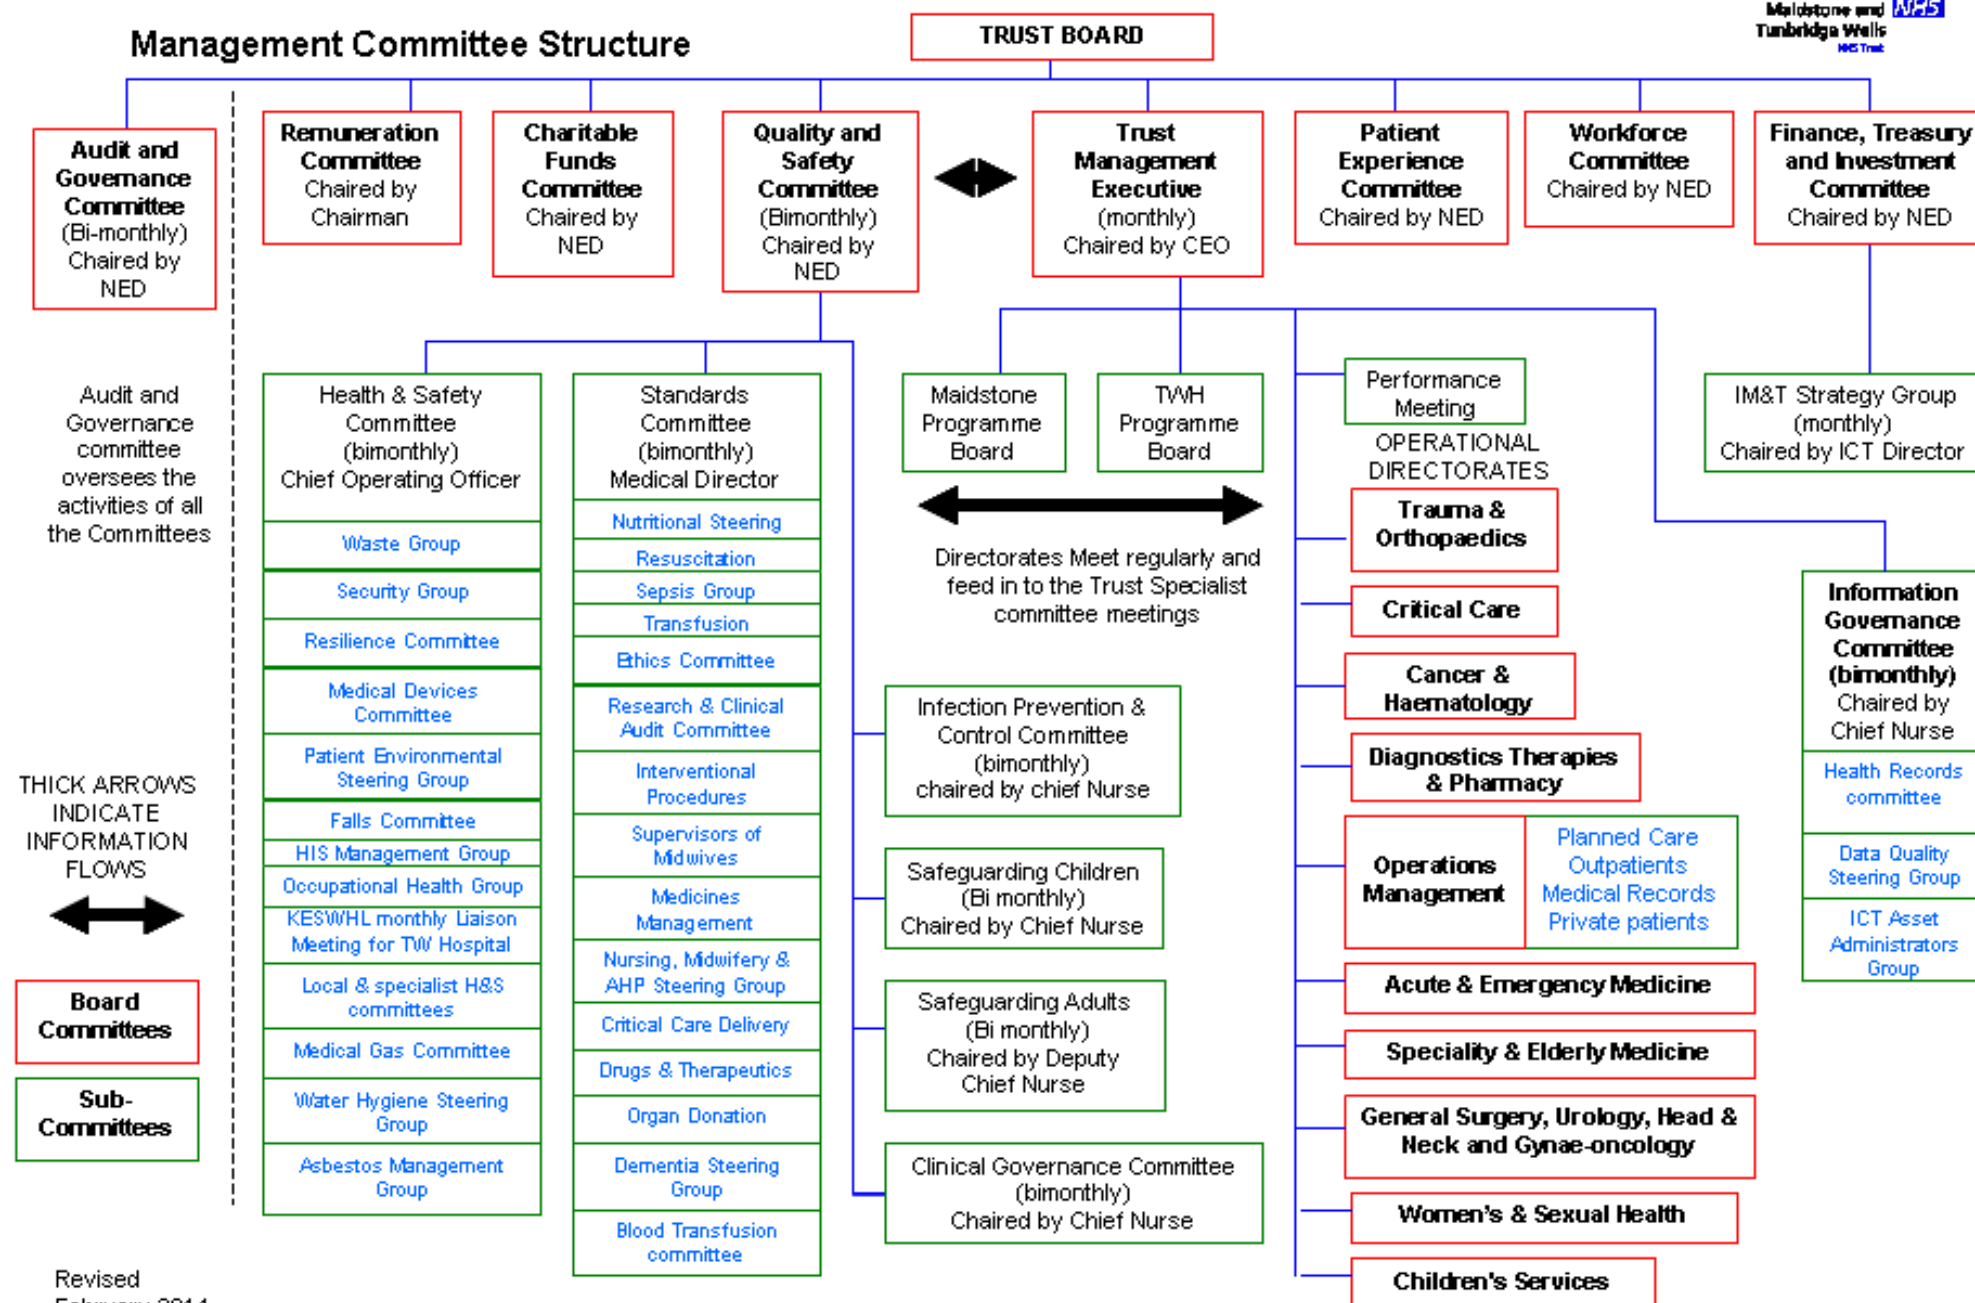 Management Committee Structure
TRUST BOARD
Maidstone and NHS
Tunbridge Wells
NHS Trust
Audit and
Governance
Committee
(Bi-monthly)
Chaired by
NED
Remuneration
Committee
Chaired by
Chairman
Charitable
Funds
Committee
Chaired by
NED
Quality and
Safety
Committee
(Bimonthly)
Chaired by
NED
Trust
Management
Executive
(monthly)
Chaired by CEO
Patient
Experience
Committee
Chaired by NED
Workforce
Committee
Chaired by NED
Finance, Treasury
and Investment
Committee
Chaired by NED
Audit and
Governance
committee
oversees the
activities of all
the Committees
THICK ARROWS
INDICATE
INFORMATION
FLOWS
Board
Committees
Sub-
Committees
Revised
Health & Safety
Committee
(bimonthly)
Chief Operating Officer
Waste Group
Security Group
Resilience Committee
Medical Devices
Committee
Patient Environmental
Steering Group
Falls Committee
HIS Management Group
Occupational Health Group
KESWHL monthly Liaison
Meeting for TW Hospital
Local & specialist H&S
committees
Medical Gas Committee
Water Hygiene Steering
Group
Asbestos Management
Group
Standards
Committee
(bimonthly)
Medical Director
Nutritional Steering
Resuscitation
Sepsis Group
Transfusion
Ethics Committee
Research & Clinical
Audit Committee
Interventional
Procedures
Supervisors of
Midwives
Medicines
Management
Nursing, Midwifery &
AHP Steering Group
Critical Care Delivery
Drugs & Therapeutics
Organ Donation
Dementia Steering
Group
Blood Transfusion
committee
Maidstone
Programme
Board
TWH
Programme
Board
Directorates Meet regularly and
feed in to the Trust Specialist
committee meetings
Infection Prevention &
Control Committee
(bimonthly)
chaired by chief Nurse
Safeguarding Children
(Bi monthly)
Chaired by Chief Nurse
Safeguarding Adults
(Bi monthly)
Chaired by Deputy
Chief Nurse
Clinical Governance Committee
(bimonthly)
Chaired by Chief Nurse
Performance
Meeting
OPERATIONAL
DIRECTORATES
Trauma &
Orthopaedics
Critical Care
Cancer &
Haematology
Diagnostics Therapies
& Pharmacy
Operations
Management
Planned Care
Outpatients
Medical Records
Private patients
Acute & Emergency Medicine
Speciality & Elderly Medicine
General Surgery, Urology, Head &
Neck and Gynae-oncology
Women's & Sexual Health
Children's Services
IM&T Strategy Group
(monthly)
Chaired by ICT Director
Information
Governance
Committee
(bimonthly)
Chaired by
Chief Nurse
Health Records
committee
Data Quality
Steering Group
ICT Asset
Administrators
Group